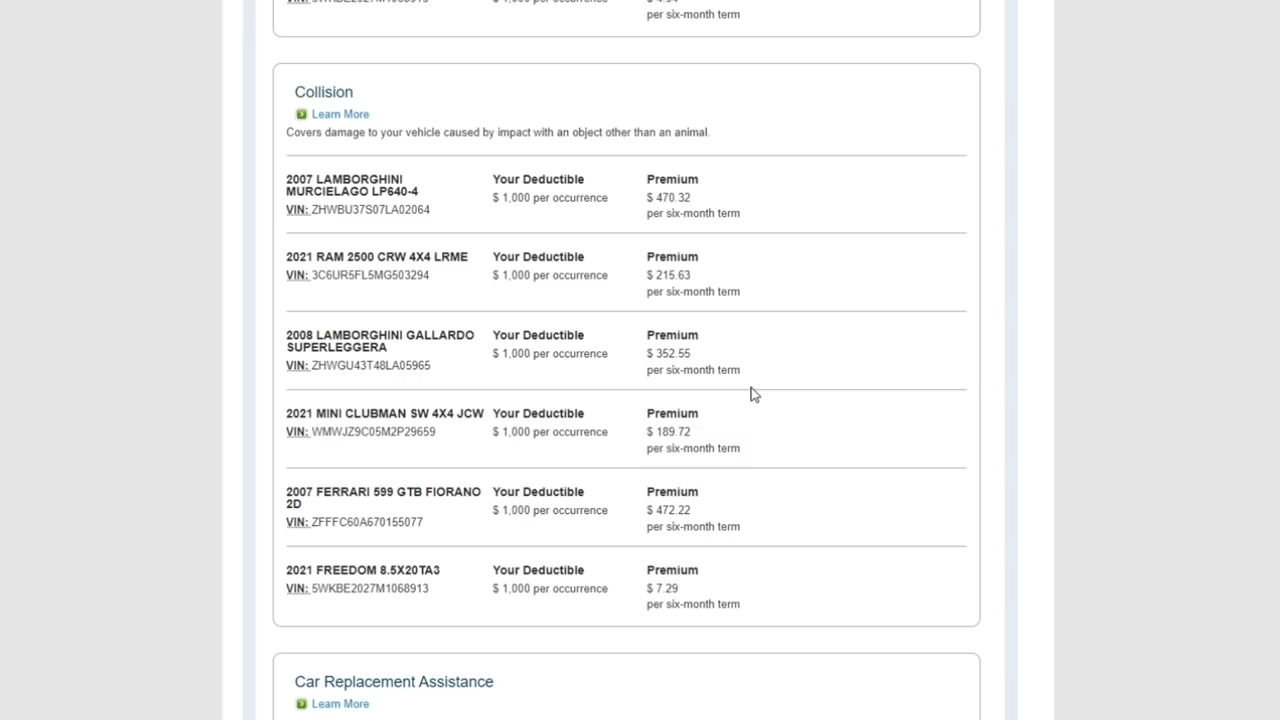 per six-month term
Collision
Learn More
Covers damage to your vehicle caused by impact with an object other than an animal.
2007 LAMBORGHINI
MURCIELAGO LP640-4
VIN: ZHWBU37S07LA02064
Your Deductible
$ 1,000 per occurrence
Premium
$ 470.32
per six-month term
2021 RAM 2500 CRW 4X4 LRME
VIN: 3C6UR5FL5MG503294
Your Deductible
$ 1,000 per occurrence
Premium
$ 215.63
per six-month term
2008 LAMBORGHINI GALLARDO
SUPERLEGGERA
VIN: ZHWGU43T48LA05965
Your Deductible
$ 1,000 per occurrence
Premium
$ 352.55
per six-month term
2021 MINI CLUBMAN SW 4X4 JCW
VIN: WMWJZ9C05M2P29659
Your Deductible
$ 1,000 per occurrence
Premium
$ 189.72
per six-month term
2007 FERRARI 599 GTB FIORANO
2D
VIN: ZFFFC60A670155077
Your Deductible
$ 1,000 per occurrence
Premium
$ 472.22
per six-month term
2021 FREEDOM 8.5X20TA3
VIN: 5WKBE2027M1068913
Your Deductible
$ 1,000 per occurrence
Premium
$ 7.29
per six-month term
Car Replacement Assistance
Learn More